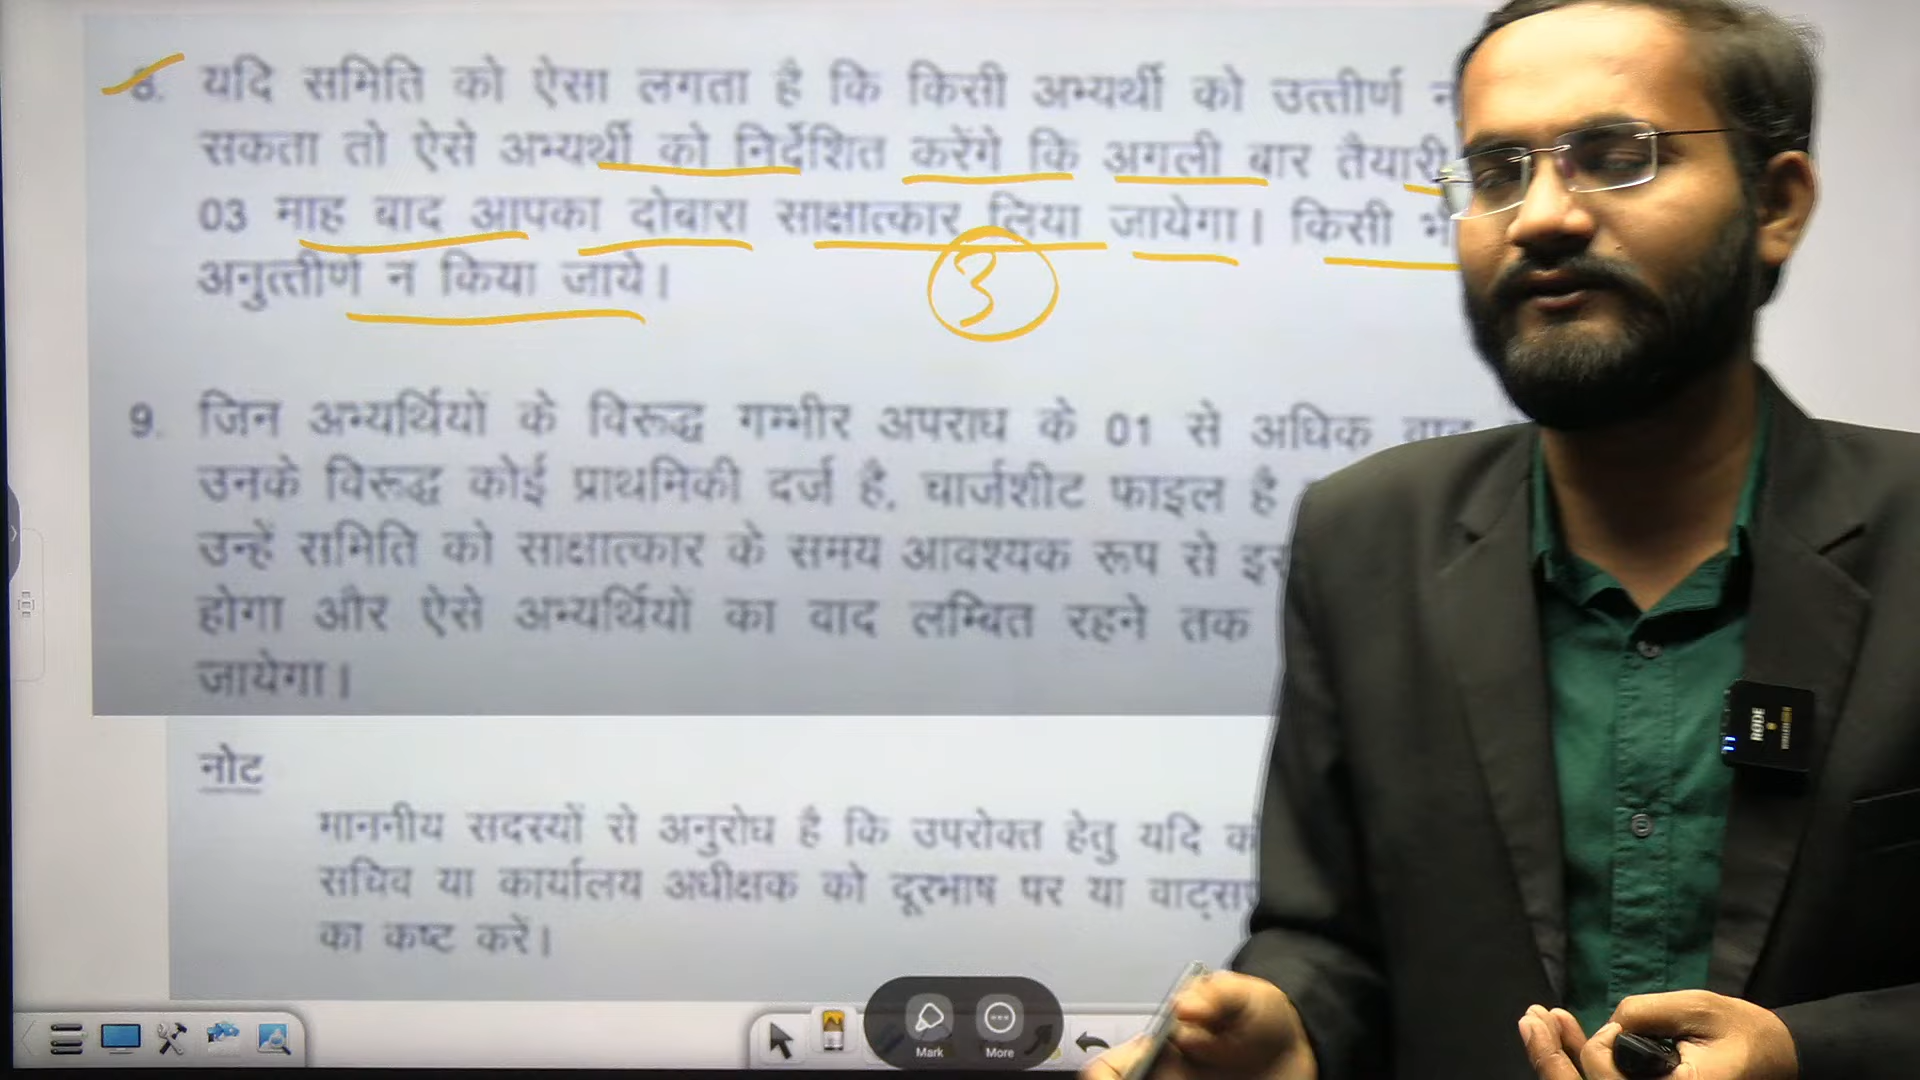 8. यदि समिति को ऐसा लगता है कि किसी अभ्यर्थी को उत्तीर्ण
सकता तो ऐसे अभ्यर्थी को निर्देशित करेंगे कि अगली बार तैयारी
03 माह बाद आपका दोबारा साक्षात्कार लिया जायेगा। किसी
अनुत्तीर्ण न किया जाये।
3
9. जिन अभ्यर्थियों के विरूद्ध गम्भीर अपराध के 01 से अधिक
उनके विरूद्ध कोई प्राथमिकी दर्ज है, चार्जशीट फाइल है
उन्हें समिति को साक्षात्कार के समय आवश्यक रूप से
होगा और ऐसे अभ्यर्थियों का वाद लम्बित रहने तक
जायेगा।
नोट
माननीय सदस्यों से अनुरोध है कि उपरोक्त हेतु यदि
सचिव या कार्यालय अधीक्षक को दूरभाष पर या
का कष्ट करें।
RODE
Mark More